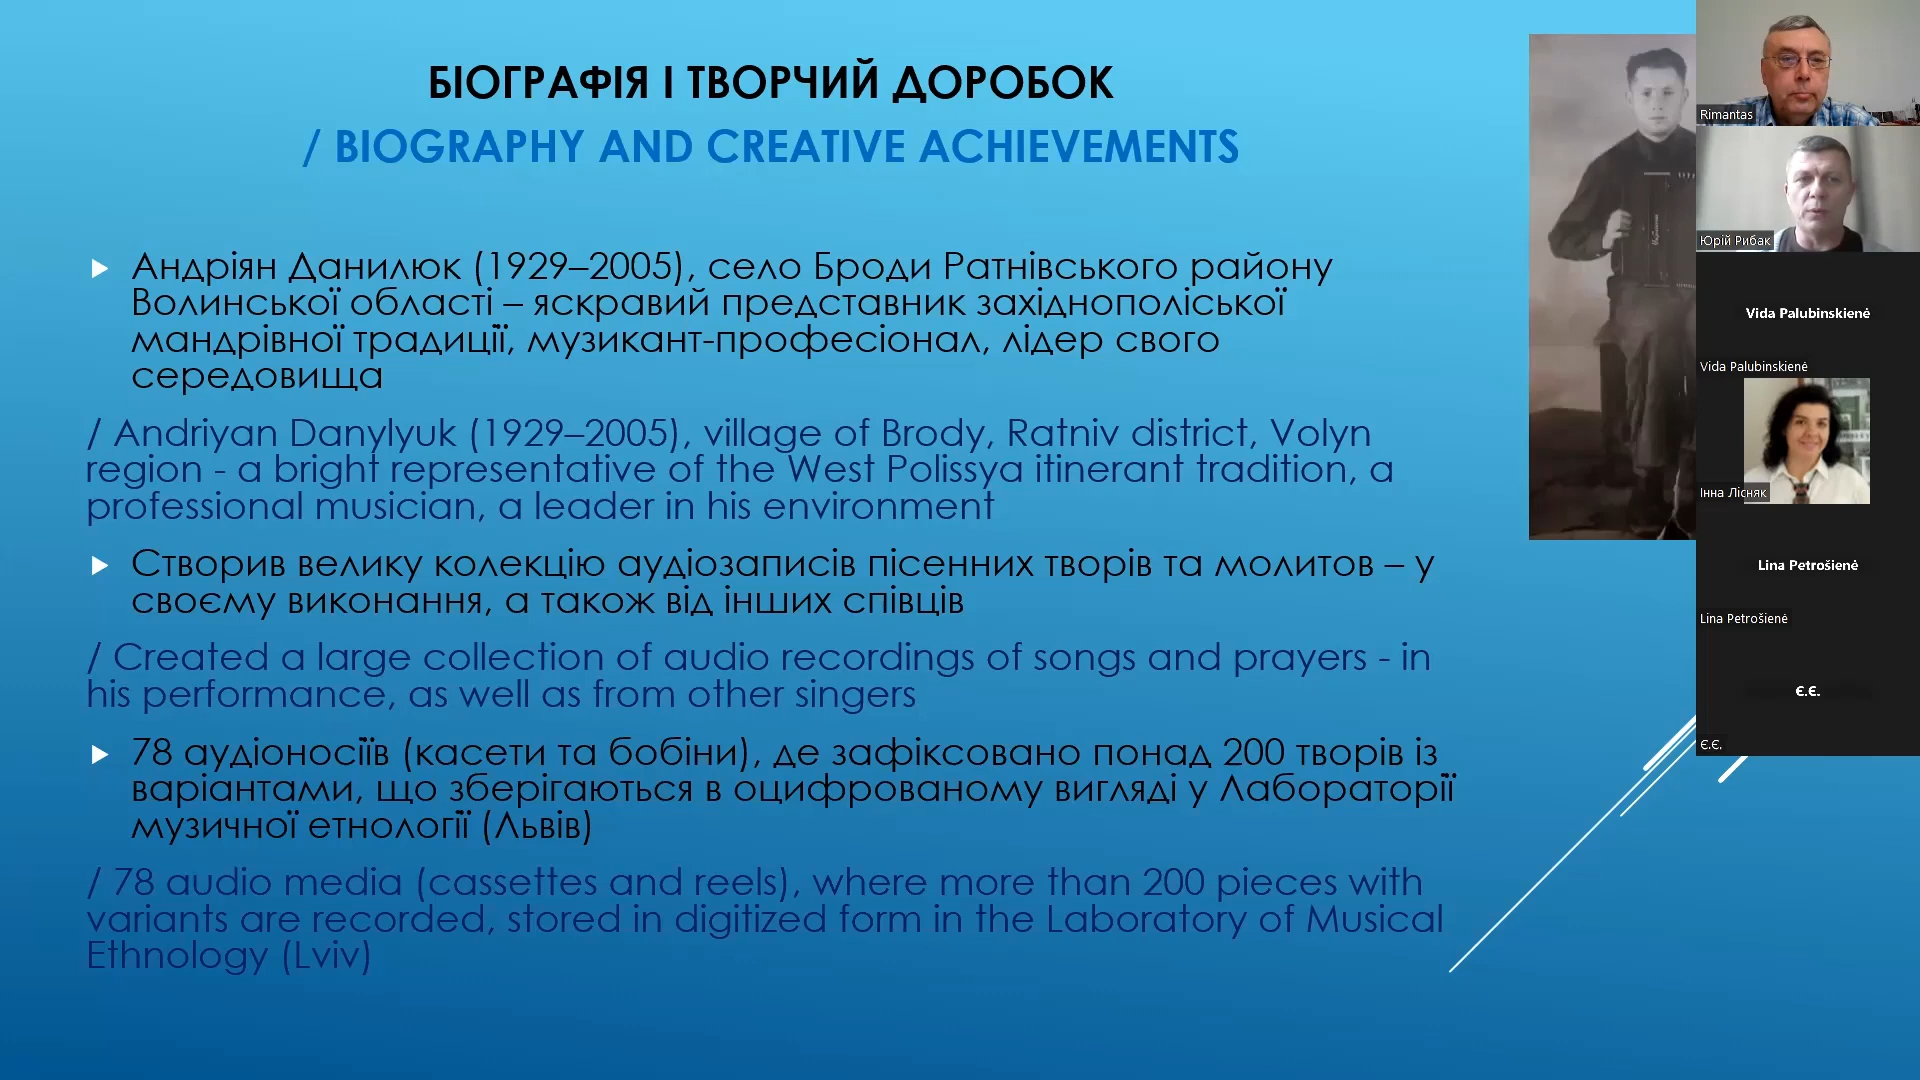 БІОГРАФІЯ І ТВОРЧИЙ ДОРОБОК
/ BIOGRAPHY AND CREATIVE ACHIEVEMENTS
Андріян Данилюк (1929–2005), село Броди Ратнівського району
Волинської області – яскравий представник західнополіської
мандрівної традиції, музикант-професіонал, лідер свого
середовища
/ Andriyan Danylyuk (1929–2005), village of Brody, Ratniv district, Volyn
region - a bright representative of the West Polissya itinerant tradition, a
professional musician, a leader in his environment
Створив велику колекцію аудіозаписів пісенних творів та молитов – у
своєму виконання, а також від інших співців
/ Created a large collection of audio recordings of songs and prayers - in
his performance, as well as from other singers
78 аудіоносіїв (касети та бобіни), де зафіксовано понад 200 творів із
варіантами, що зберігаються в оцифрованому вигляді у Лабораторії
музичної етнології (Львів)
/ 78 audio media (cassettes and reels), where more than 200 pieces with
variants are recorded, stored in digitized form in the Laboratory of Musical
Ethnology (Lviv)
Rimantas
Юрій Рибак
Vida Palubinskienė
Vida Palubinskienė
Інна Лісняк
Lina Petrošienė
Lina Petrošienė
Є.Є.
Є.Є.